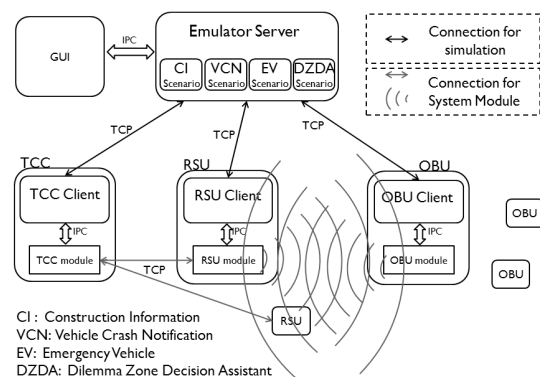 GUI
IPC
Emulator Server
CI
Scenario
VCN
Scenario
EV
Scenario
DZDA
Scenario
Connection for
simulation
Connection for
System Module
TCP
TCP
TCP
TCC
TCC Client
IPC
TCC module
RSU
RSU Client
IPC
RSU module
OBU
OBU Client
IPC
OBU module
OBU
OBU
TCP
RSU
CI : Construction Information
VCN: Vehicle Crash Notification
EV: Emergency Vehicle
DZDA: Dilemma Zone Decision Assistant